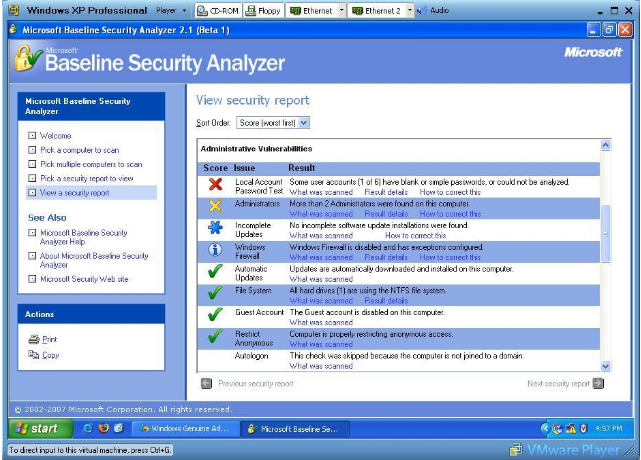 Windows XP Professional Player CD-ROM Floppy Ethernet Ethernet 2 Audio
Microsoft Baseline Security Analyzer 2.1 (Beta 1)
Microsoft
Baseline Security Analyzer
Microsoft
Microsoft Baseline Security
Analyzer
Welcome
Pick a computer to scan
Pick multiple computers to scan
Pick a security report to view
View a security report
See Also
Microsoft Baseline Security
Analyzer Help
About Microsoft Baseline Security
Analyzer
Microsoft Security Web site
Actions
Print
Copy
View security report
Sort Order: Score (worst first)
Administrative Vulnerabilities
Score Issue Result
Local Account
Password Test
Some user accounts (1 of 6) have blank or simple passwords, or could not be analyzed.
What was scanned Result details How to correct this
Administrators
More than 2 Administrators were found on this computer.
What was scanned Result details How to correct this
Incomplete
Updates
No incomplete software update installations were found.
What was scanned How to correct this
Windows
Firewall
Windows Firewall is disabled and has exceptions configured.
What was scanned Result details How to correct this
Automatic
Updates
Updates are automatically downloaded and installed on this computer.
What was scanned
File System
All hard drives (1) are using the NTFS file system.
What was scanned Result details
Guest Account
The Guest account is disabled on this computer.
What was scanned
Restrict
Anonymous
Computer is properly restricting anonymous access.
What was scanned
Autologon
This check was skipped because the computer is not joined to a domain.
What was scanned
Previous security report
Next security report
© 2002-2007 Microsoft Corporation. All rights reserved.
start Windows Genuine Ad... Microsoft Baseline Se... 4:57 PM
To direct input to this virtual machine, press Ctrl+G.
VMware Player